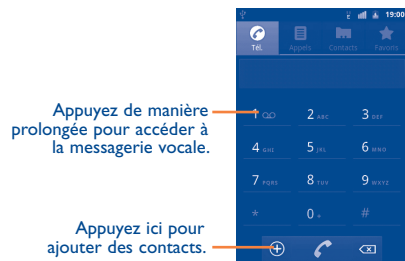 19:00
Tél. Appels Contacts Favoris
Appuyez de manière
prolongée pour accéder à
la messagerie vocale.
1 2 ABC 3 DEF
4 GHI 5 JKL 6 MNO
7 PQRS 8 TUV 9 WXYZ
* 0 + #
Appuyez ici pour
ajouter des contacts.